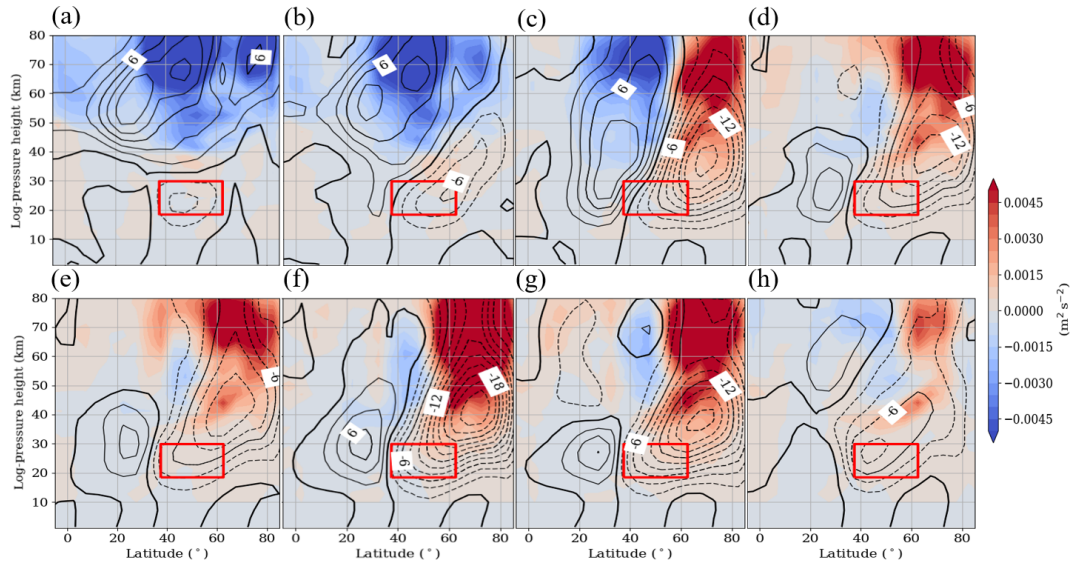 (a) (b) (c) (d)
80 70 60 50 40 30 20 10
Log-pressure height (km)
6 6 6 -6 6 -6 -12 -6 -12
(e) (f) (g) (h)
80 70 60 50 40 30 20 10
Log-pressure height (km)
-6 6 -12 -18 -6 -12 -6 -6
0 20 40 60 80 0 20 40 60 80 0 20 40 60 80 0 20 40 60 80
Latitude (°) Latitude (°) Latitude (°) Latitude (°)
0.0045
0.0030
0.0015
0.0000
−0.0015
−0.0030
−0.0045
(m² s⁻²)